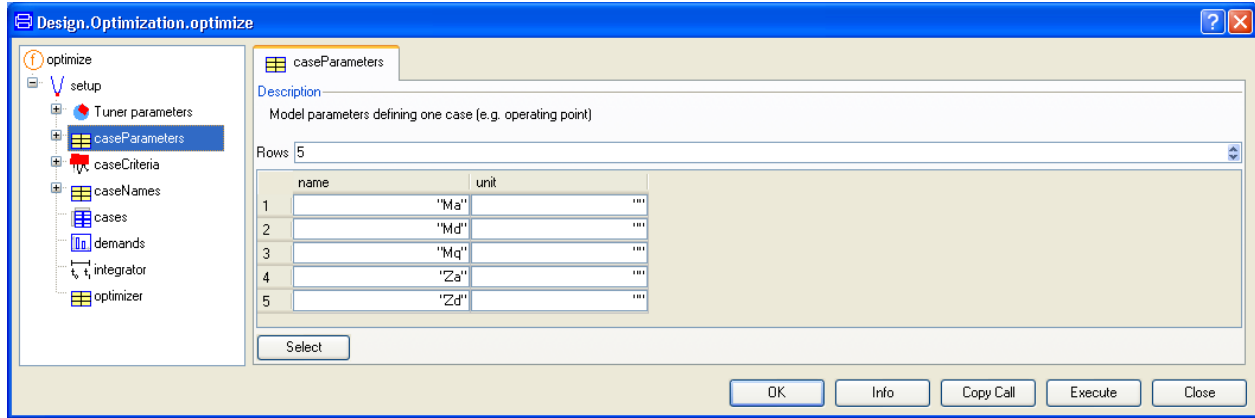 Design.Optimization.optimize
optimize
setup
Tuner parameters
caseParameters
caseCriteria
caseNames
cases
demands
integrator
optimizer
caseParameters
Description
Model parameters defining one case (e.g. operating point)
Rows 5
name unit
1 "Ma" ""
2 "Md" ""
3 "Mq" ""
4 "Za" ""
5 "Zd" ""
Select
OK Info Copy Call Execute Close